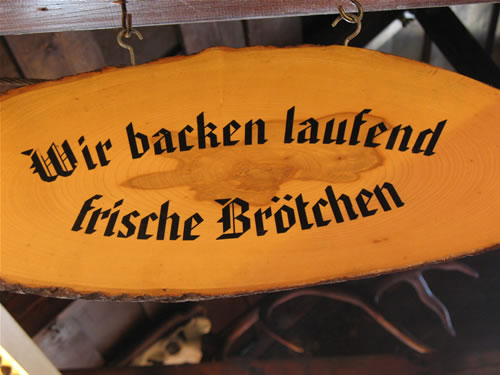 Wir backen laufend
frische Brötchen